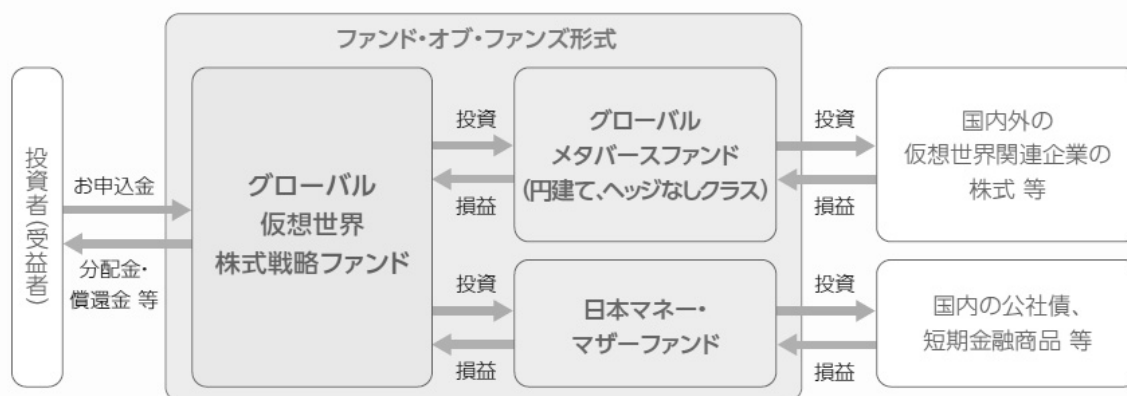 ファンド・オブ・ファンズ形式
投資者(受益者)
お申込金
分配金・
償還金 等
グローバル
仮想世界
株式戦略ファンド
投資
損益
グローバル
メタバースファンド
(円建て、ヘッジなしクラス)
投資
損益
国内外の
仮想世界関連企業の
株式 等
投資
損益
日本マネー・
マザーファンド
投資
損益
国内の公社債、
短期金融商品 等